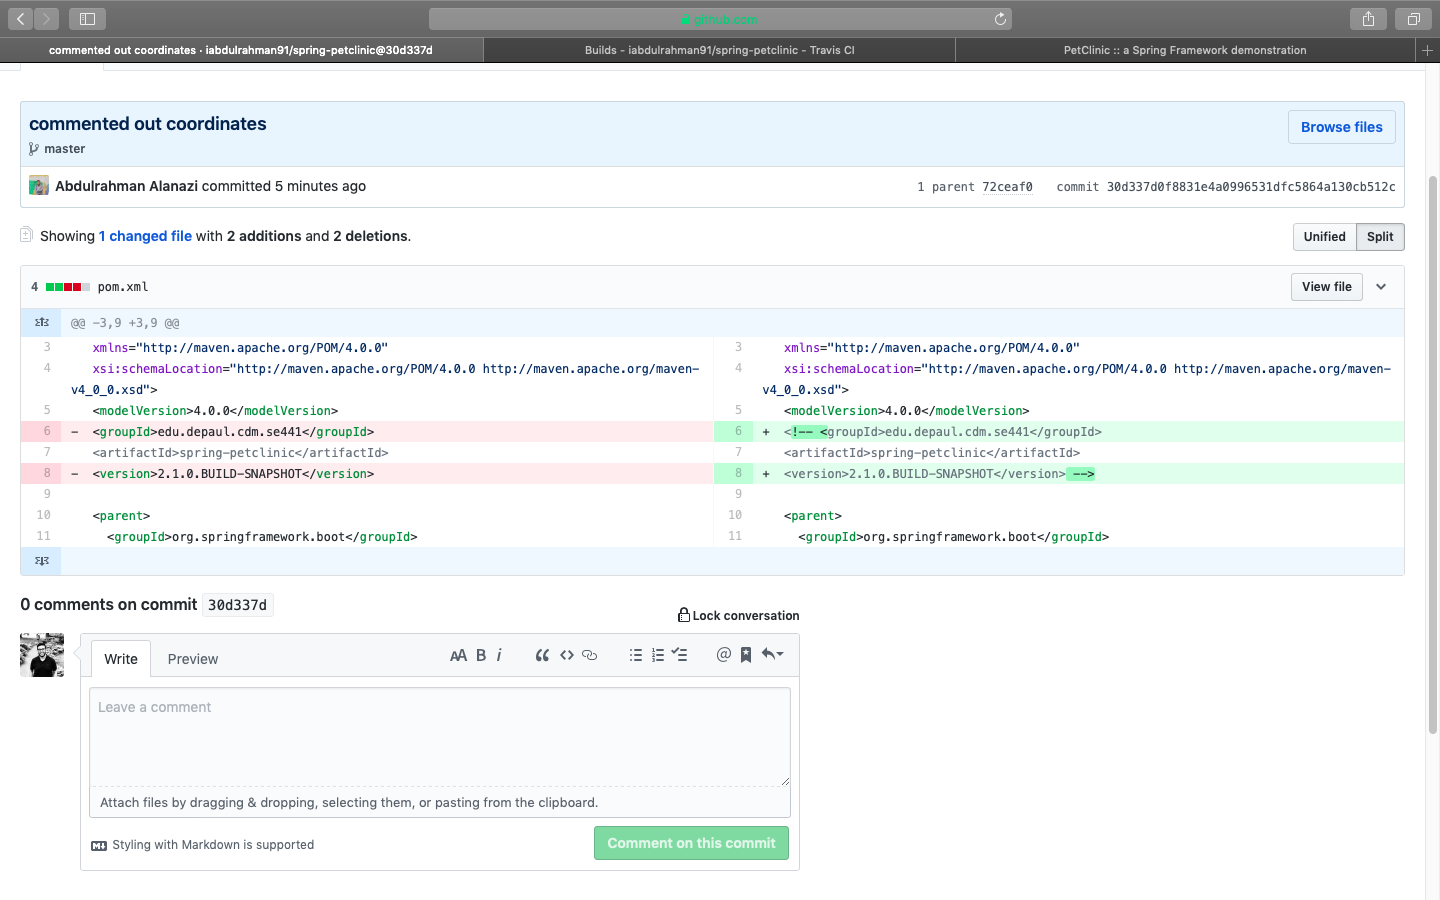 github.com
commented out coordinates · iabdulrahman91/spring-petclinic@30d337d
Builds - iabdulrahman91/spring-petclinic - Travis CI
PetClinic :: a Spring Framework demonstration
commented out coordinates
Browse files
master
Abdulrahman Alanazi committed 5 minutes ago
1 parent 72ceaf0 commit 30d337d0f8831e4a0996531dfc5864a130cb512c
Showing 1 changed file with 2 additions and 2 deletions.
Unified Split
4 pom.xml
View file
@@ -3,9 +3,9 @@
3 xmlns="http://maven.apache.org/POM/4.0.0"
4 xsi:schemaLocation="http://maven.apache.org/POM/4.0.0 http://maven.apache.org/maven-
v4_0_0.xsd">
5 <modelVersion>4.0.0</modelVersion>
6 - <groupId>edu.depaul.cdm.se441</groupId>
7 <artifactId>spring-petclinic</artifactId>
8 - <version>2.1.0.BUILD-SNAPSHOT</version>
9
10 <parent>
11 <groupId>org.springframework.boot</groupId>
3 xmlns="http://maven.apache.org/POM/4.0.0"
4 xsi:schemaLocation="http://maven.apache.org/POM/4.0.0 http://maven.apache.org/maven-
v4_0_0.xsd">
5 <modelVersion>4.0.0</modelVersion>
6 + <!-- <groupId>edu.depaul.cdm.se441</groupId>
7 <artifactId>spring-petclinic</artifactId>
8 + <version>2.1.0.BUILD-SNAPSHOT</version> -->
9
10 <parent>
11 <groupId>org.springframework.boot</groupId>
0 comments on commit 30d337d
Lock conversation
Write Preview
AA B i
Leave a comment
Attach files by dragging & dropping, selecting them, or pasting from the clipboard.
Styling with Markdown is supported
Comment on this commit